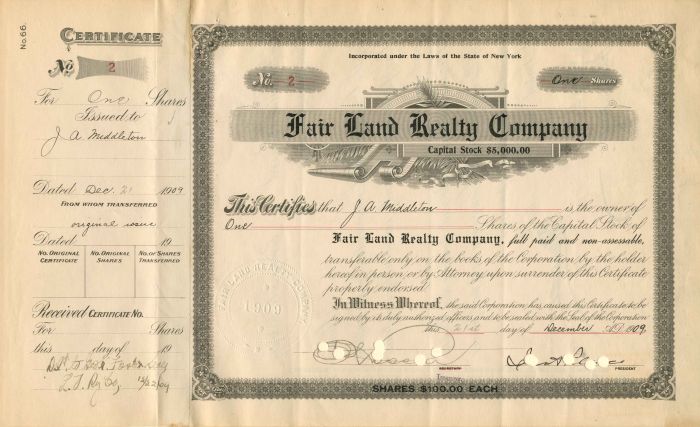 No. 66.
CERTIFICATE
No 2
For One Shares
Issued to
J A Middleton
Dated Dec. 21 1909
FROM WHOM TRANSFERRED
original issue
Dated 19
NO. ORIGINAL CERTIFICATE
NO. ORIGINAL SHARES
NO. OF SHARES TRANSFERRED
Received CERTIFICATE NO.
For Shares
this day of 19
Incorporated under the Laws of the State of New York
No. 2
One Shares
Fair Land Realty Company
Capital Stock $5,000.00
This Certifies that J A Middleton is the owner of
One Shares of the Capital Stock of
Fair Land Realty Company, full paid and non-assessable,
transferable only on the books of the Corporation by the holder
hereof in person or by Attorney upon surrender of this Certificate
properly endorsed
In Witness Whereof, the said Corporation has caused this Certificate to be
signed by its duly authorized officers and to be sealed with the Seal of the Corporation
this 21st day of December A.D. 1909.
FAIR LAND REALTY COMPANY
1909
SECRETARY
Treasurer
PRESIDENT
SHARES $100.00 EACH